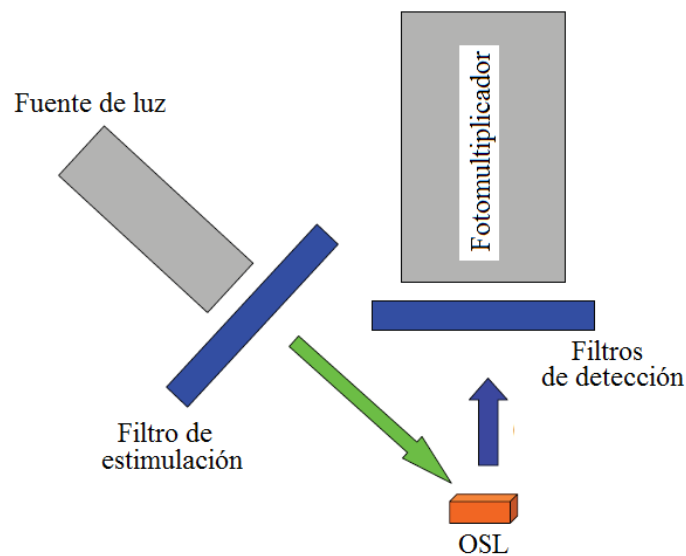 Fuente de luz
Fotomultiplicador
Filtros
de detección
Filtro de
estimulación
OSL